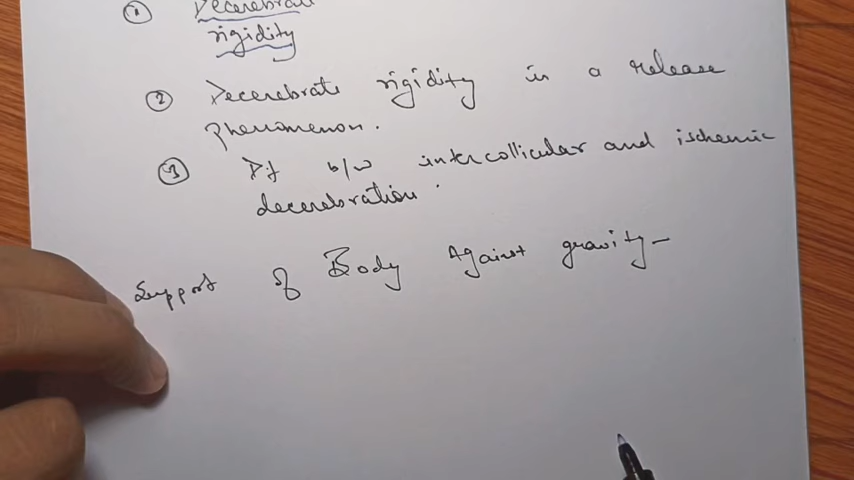 ① Decerebrate
rigidity
② Decerebrate rigidity in a release
phenomenon.
③ Df b/w intercollicular and ischemic
decerebration.
Support of Body Against gravity-